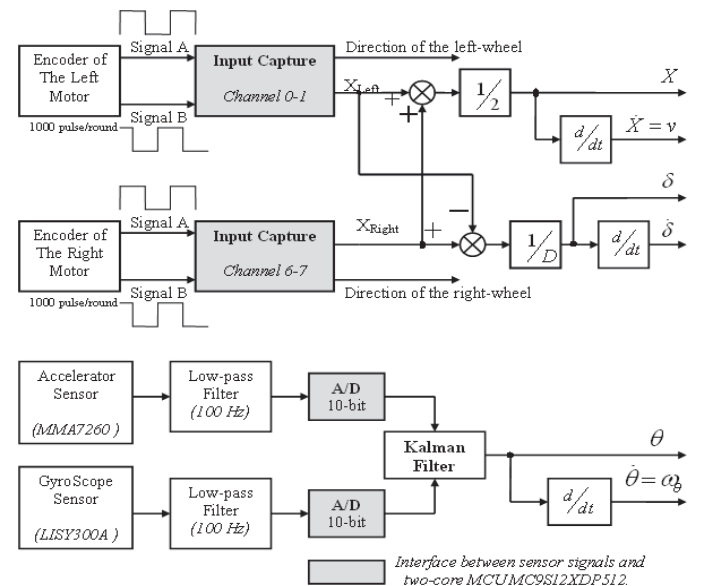 Encoder of
The Left
Motor
1000 pulse/round
Signal A
Signal B
Input Capture
Channel 0-1
Direction of the left-wheel
X_Left
+
+
1/2
X
d/dt
Ẋ = v
Encoder of
The Right
Motor
1000 pulse/round
Signal A
Signal B
Input Capture
Channel 6-7
X_Right
+
−
1/D
δ
d/dt
δ̇
Direction of the right-wheel
Accelerator
Sensor
(MMA7260 )
Low-pass
Filter
(100 Hz)
A/D
10-bit
GyroScope
Sensor
(LISY300A )
Low-pass
Filter
(100 Hz)
A/D
10-bit
Kalman
Filter
θ
d/dt
θ̇ = ω_θ
Interface between sensor signals and
two-core MCUMC9S12XDP512.